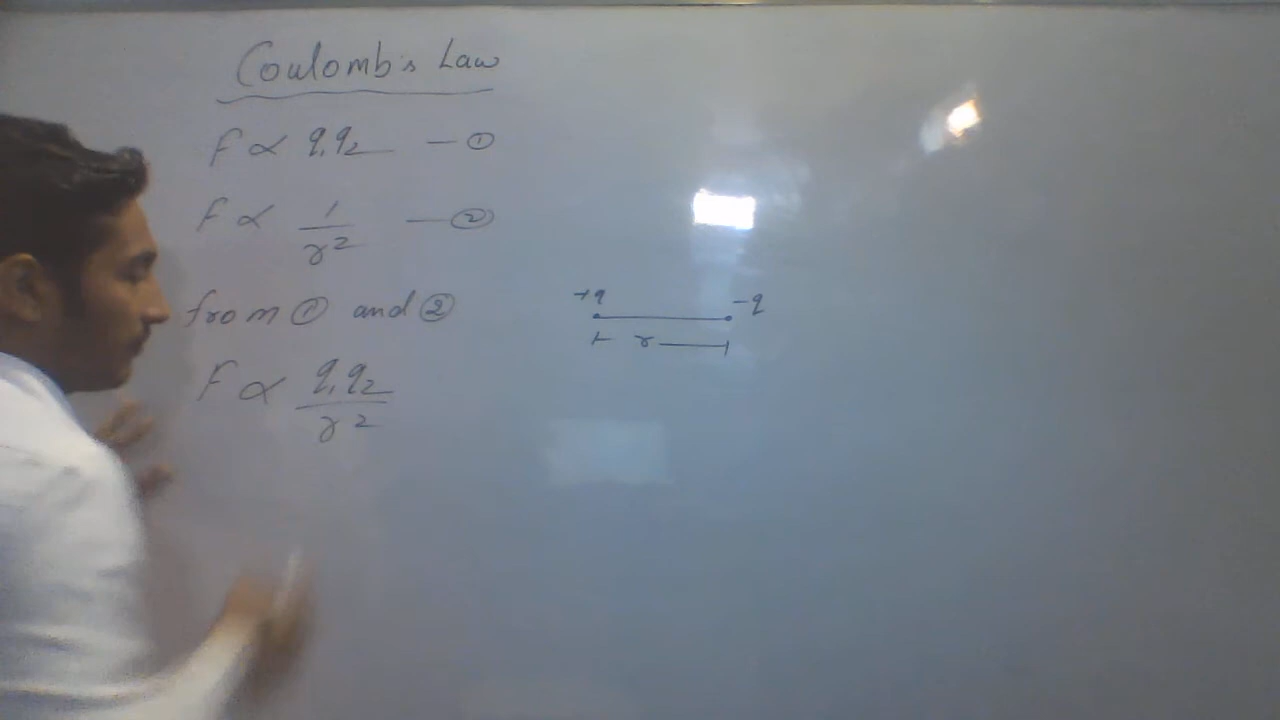 Coulomb's Law
F ∝ q₁q₂ — ①
F ∝ 1/r² — ②
from ① and ②
F ∝ q₁q₂/r²
+q -q
r